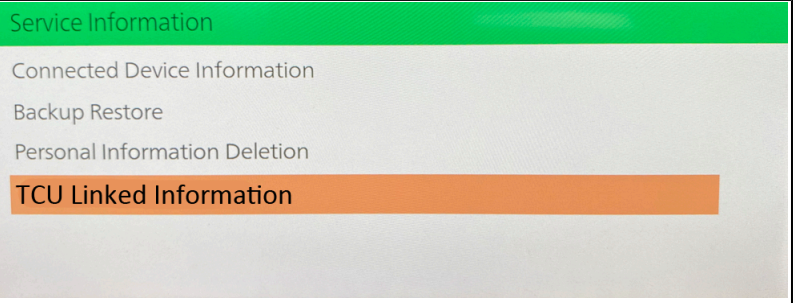 Service Information
Connected Device Information
Backup Restore
Personal Information Deletion
TCU Linked Information